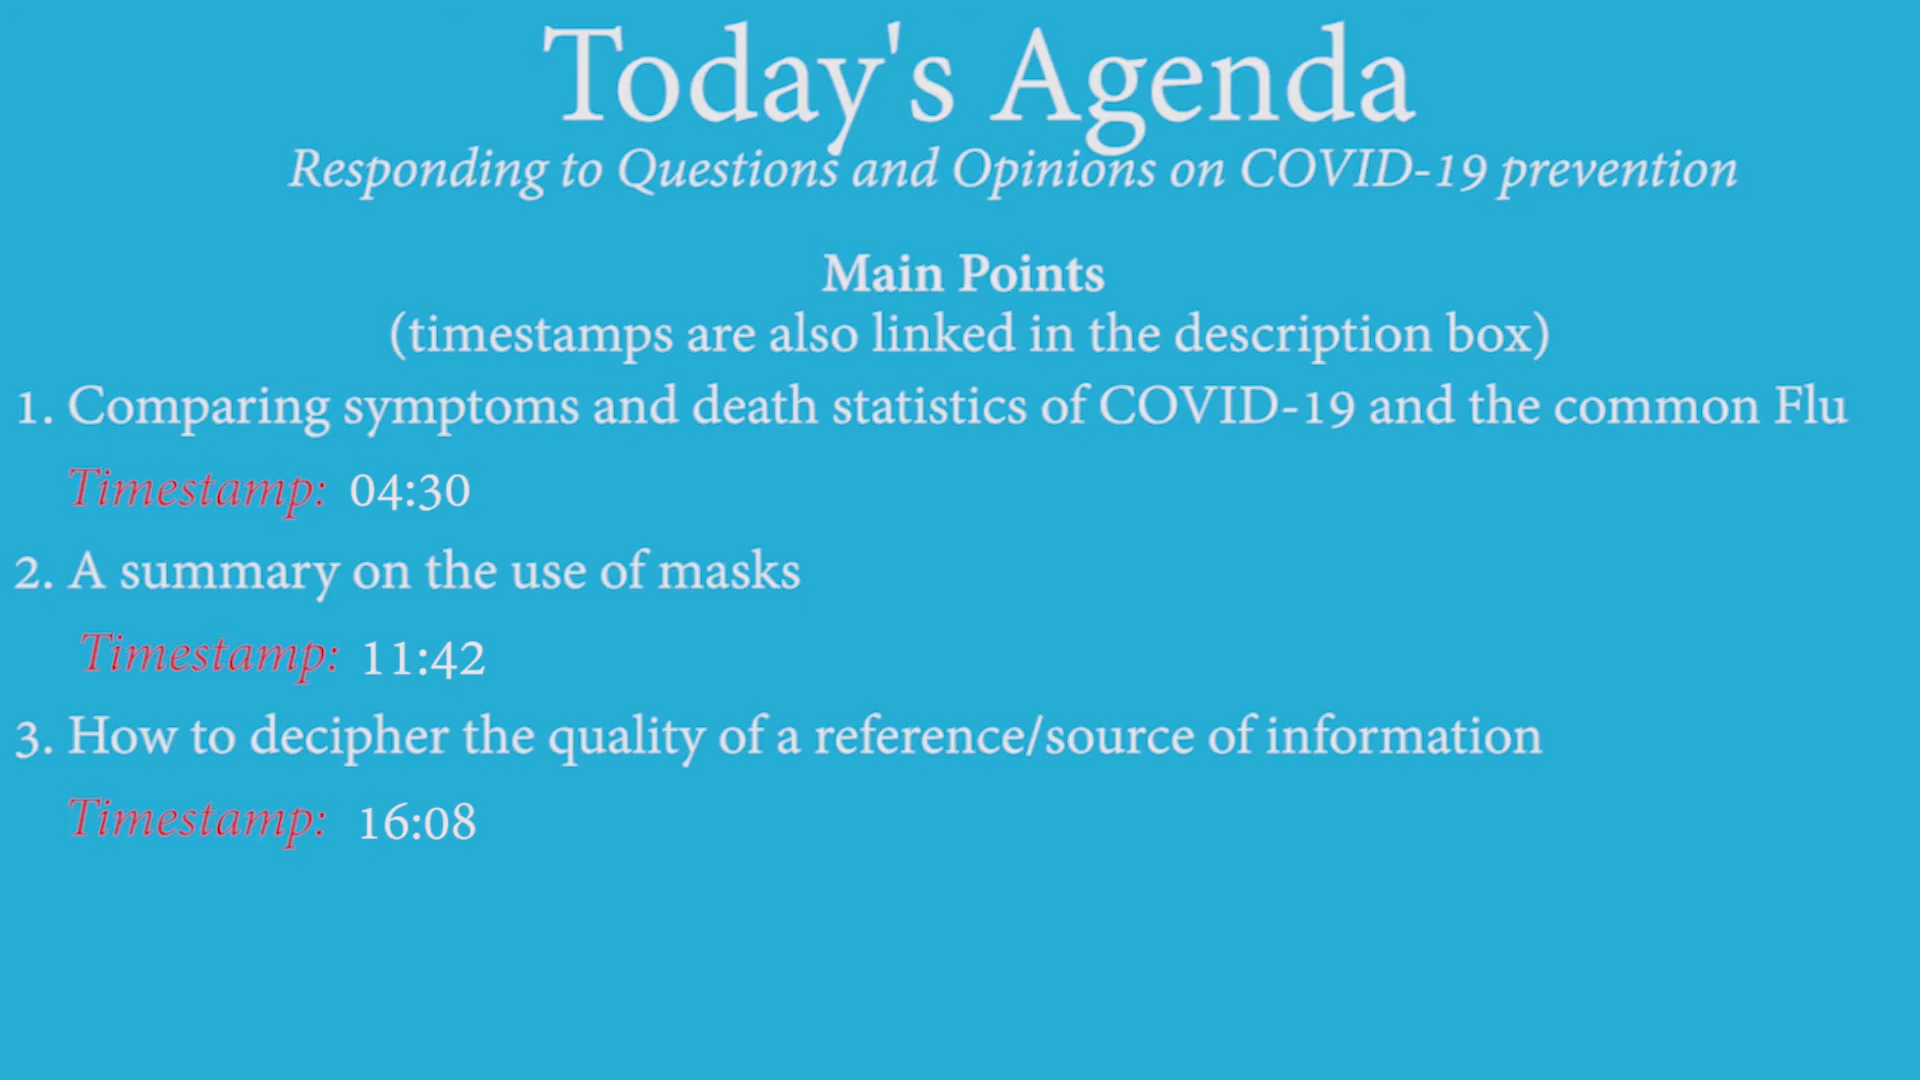 Today's Agenda
Responding to Questions and Opinions on COVID-19 prevention
Main Points
(timestamps are also linked in the description box)
1. Comparing symptoms and death statistics of COVID-19 and the common Flu
Timestamp: 04:30
2. A summary on the use of masks
Timestamp: 11:42
3. How to decipher the quality of a reference/source of information
Timestamp: 16:08